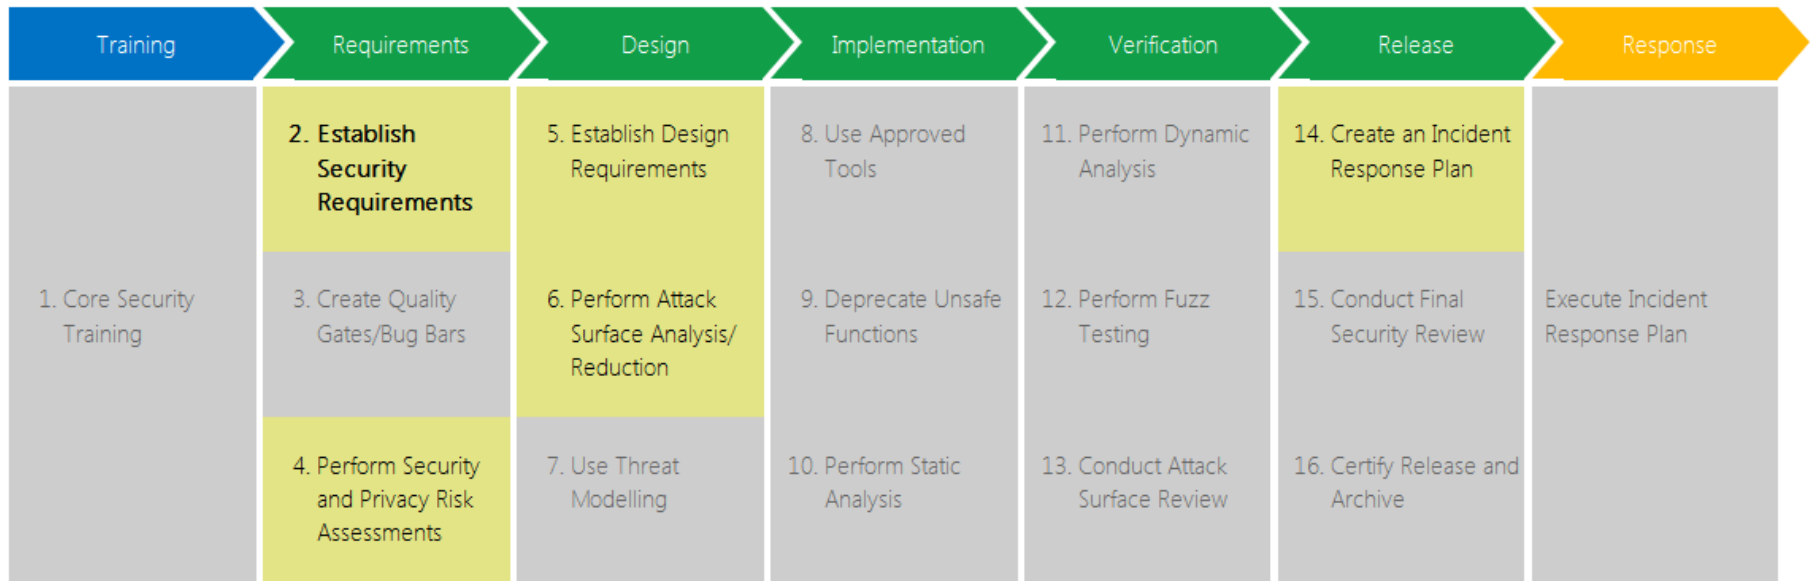 Training
Requirements
Design
Implementation
Verification
Release
Response
1. Core Security
Training
2. Establish
Security
Requirements
3. Create Quality
Gates/Bug Bars
4. Perform Security
and Privacy Risk
Assessments
5. Establish Design
Requirements
6. Perform Attack
Surface Analysis/
Reduction
7. Use Threat
Modelling
8. Use Approved
Tools
9. Deprecate Unsafe
Functions
10. Perform Static
Analysis
11. Perform Dynamic
Analysis
12. Perform Fuzz
Testing
13. Conduct Attack
Surface Review
14. Create an Incident
Response Plan
15. Conduct Final
Security Review
16. Certify Release and
Archive
Execute Incident
Response Plan